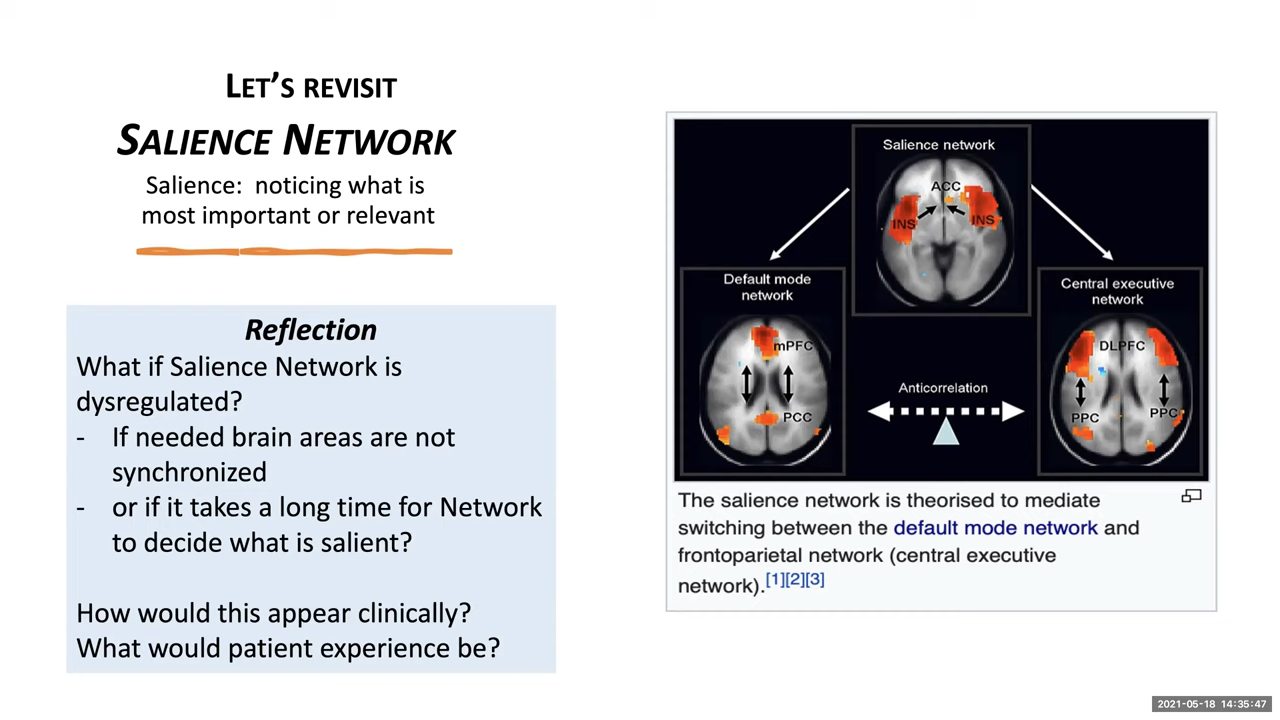 LET'S REVISIT
SALIENCE NETWORK
Salience: noticing what is
most important or relevant
Reflection
What if Salience Network is
dysregulated?
- If needed brain areas are not
synchronized
- or if it takes a long time for Network
to decide what is salient?
How would this appear clinically?
What would patient experience be?
Salience network
ACC
INS
INS
Default mode
network
mPFC
PCC
Anticorrelation
Central executive
network
DLPFC
PPC
PPC
The salience network is theorised to mediate
switching between the default mode network and
frontoparietal network (central executive
network).[1][2][3]
2021-05-18 14:35:47